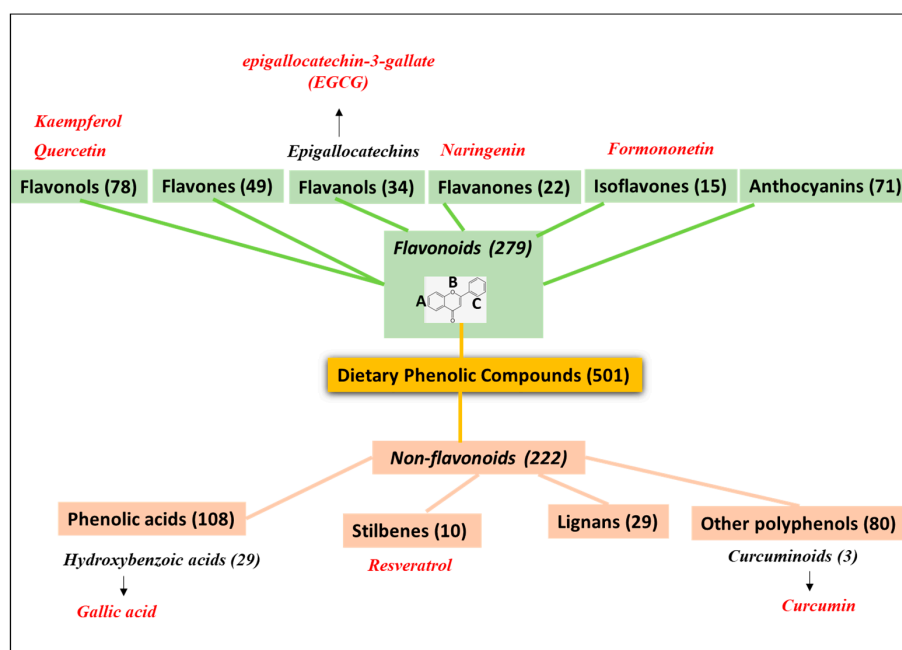 epigallocatechin-3-gallate
(EGCG)
Kaempferol
Quercetin
Epigallocatechins
Naringenin
Formononetin
Flavonols (78)
Flavones (49)
Flavanols (34)
Flavanones (22)
Isoflavones (15)
Anthocyanins (71)
Flavonoids (279)
B
O
A
C
O
Dietary Phenolic Compounds (501)
Non-flavonoids (222)
Phenolic acids (108)
Stilbenes (10)
Lignans (29)
Other polyphenols (80)
Hydroxybenzoic acids (29)
Resveratrol
Curcuminoids (3)
Gallic acid
Curcumin